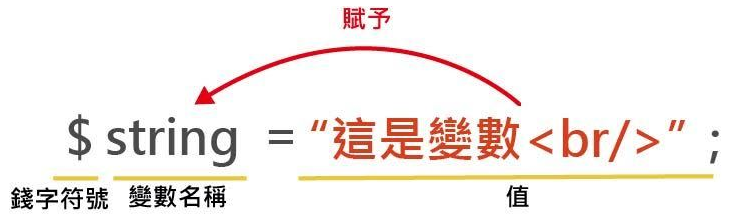 賦予
$ string = “這是變數<br/>” ;
錢字符號 變數名稱 值